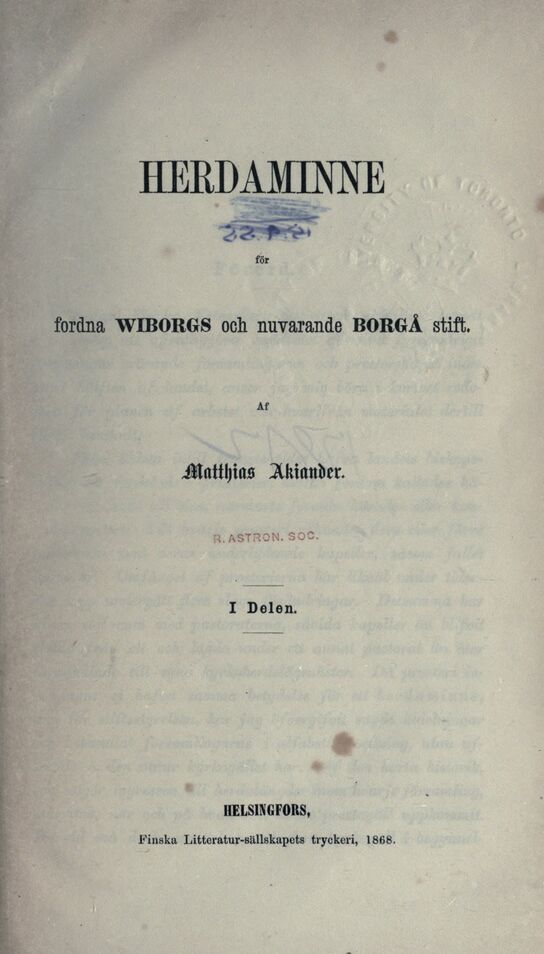 HERDAMINNE
för
fordna WIBORGS och nuvarande BORGÅ stift.
Af
Matthias Akiander.
R. ASTRON. SOC.
I Delen.
HELSINGFORS,
Finska Litteratur-sällskapets tryckeri, 1868.